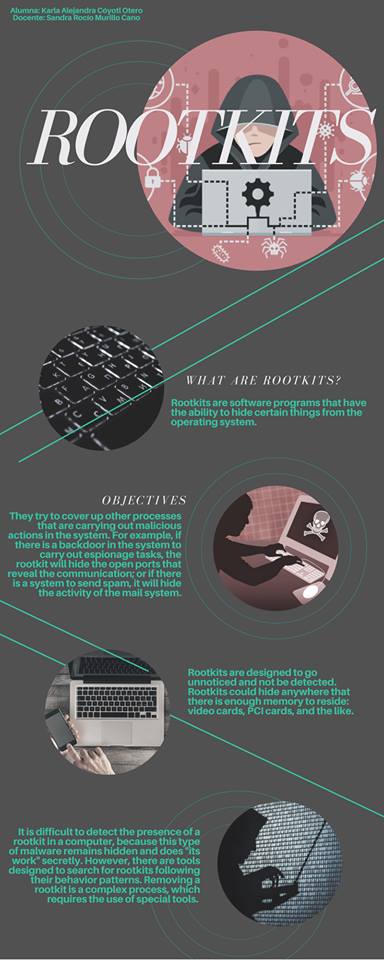 Alumna: Karla Alejandra Cóyotl Otero
Docente: Sandra Rocío Murillo Cano
ROOTKITS
WHAT ARE ROOTKITS?
Rootkits are software programs that have
the ability to hide certain things from the
operating system.
OBJECTIVES
They try to cover up other processes
that are carrying out malicious
actions in the system. For example, if
there is a backdoor in the system to
carry out espionage tasks, the
rootkit will hide the open ports that
reveal the communication; or if there
is a system to send spam, it will hide
the activity of the mail system.
Rootkits are designed to go
unnoticed and not be detected.
Rootkits could hide anywhere that
there is enough memory to reside:
video cards, PCI cards, and the like.
It is difficult to detect the presence of a
rootkit in a computer, because this type
of malware remains hidden and does "its
work" secretly. However, there are tools
designed to search for rootkits following
their behavior patterns. Removing a
rootkit is a complex process, which
requires the use of special tools.